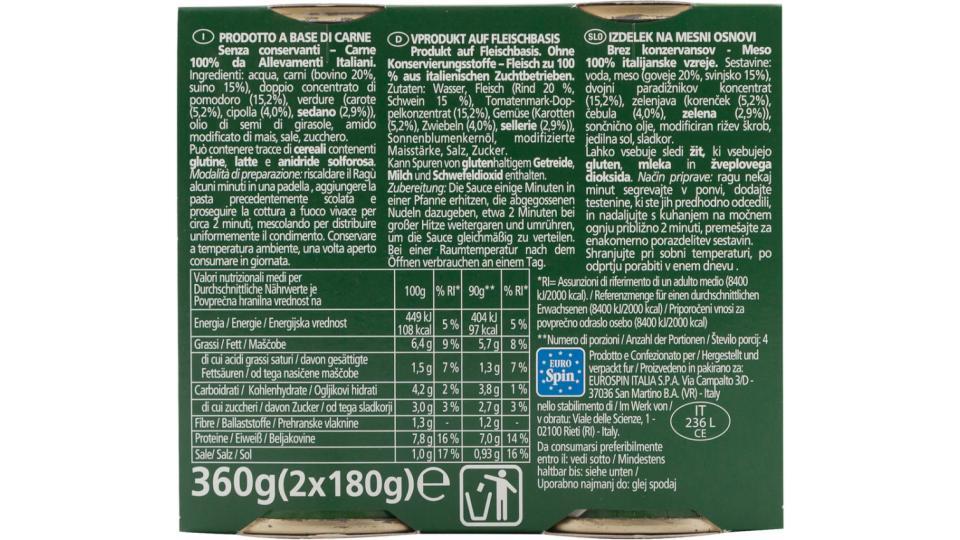 I PRODOTTO A BASE DI CARNE
Senza conservanti – Carne
100% da Allevamenti Italiani.
Ingredienti: acqua, carni (bovino 20%,
suino 15%), doppio concentrato di
pomodoro (15,2%), verdure (carote
(5,2%), cipolla (4,0%), sedano (2,9%)),
olio di semi di girasole, amido
modificato di mais, sale, zucchero.
Può contenere tracce di cereali contenenti
glutine, latte e anidride solforosa.
Modalità di preparazione: riscaldare il Ragù
alcuni minuti in una padella, aggiungere la
pasta precedentemente scolata e
proseguire la cottura a fuoco vivace per
circa 2 minuti, mescolando per distribuire
uniformemente il condimento. Conservare
a temperatura ambiente, una volta aperto
consumare in giornata.
D VPRODUKT AUF FLEISCHBASIS
Produkt auf Fleischbasis. Ohne
Konservierungsstoffe – Fleisch zu 100
% aus italienischen Zuchtbetrieben.
Zutaten: Wasser, Fleisch (Rind 20 %,
Schwein 15 %), Tomatenmark-Dop-
pelkonzentrat (15,2%), Gemüse (Karotten
(5,2%), Zwiebeln (4,0%), sellerie (2,9%)),
Sonnenblumenkernöl, modifizierte
Maisstärke, Salz, Zucker.
Kann Spuren von glutenhaltigem Getreide,
Milch und Schwefeldioxid enthalten.
Zubereitung: Die Sauce einige Minuten in
einer Pfanne erhitzen, die abgegossenen
Nudeln dazugeben, etwa 2 Minuten bei
großer Hitze weitergaren und umrühren,
um die Sauce gleichmäßig zu verteilen.
Bei einer Raumtemperatur nach dem
Öffnen verbrauchen an einem Tag.
SLO IZDELEK NA MESNI OSNOVI
Brez konzervansov - Meso
100% italijanske vzreje. Sestavine:
voda, meso (goveje 20%, svinjsko 15%),
dvojni paradižnikov koncentrat
(15,2%), zelenjava (korenček (5,2%),
čebula (4,0%), zelena (2,9%)),
sončnično olje, modificiran rižev škrob,
jedilna sol, sladkor.
Lahko vsebuje sledi žit, ki vsebujejo
gluten, mleka in žveplovega
dioksida. Način priprave: ragu nekaj
minut segrevajte v ponvi, dodajte
testenine, ki ste jih predhodno odcedili,
in nadaljujte s kuhanjem na močnem
ognju približno 2 minuti, premešajte za
enakomerno porazdelitev sestavin.
Shranjujte pri sobni temperaturi, po
odprtju porabiti v enem dnevu .
Valori nutrizionali medi per
Durchschnittliche Nährwerte je
Povprečna hranilna vrednost na
100g % RI* 90g** % RI*
Energia / Energie / Energijska vrednost 449 kJ 108 kcal 5 % 404 kJ 97 kcal 5 %
Grassi / Fett / Maščobe 6,4 g 9 % 5,7 g 8 %
di cui acidi grassi saturi / davon gesättigte
Fettsäuren / od tega nasičene maščobe 1,5 g 7 % 1,3 g 7 %
Carboidrati / Kohlenhydrate / Ogljikovi hidrati 4,2 g 2 % 3,8 g 1 %
di cui zuccheri / davon Zucker / od tega sladkorji 3,0 g 3 % 2,7 g 3 %
Fibre / Ballaststoffe / Prehranske vlaknine 1,3 g - 1,2 g -
Proteine / Eiweiß / Beljakovine 7,8 g 16 % 7,0 g 14 %
Sale/ Salz / Sol 1,0 g 17 % 0,93 g 16 %
360g(2x180g)e
*RI= Assunzioni di riferimento di un adulto medio (8400
kJ/2000 kcal). / Referenzmenge für einen durchschnittlichen
Erwachsenen (8400 kJ/2000 kcal) / Priporočeni vnosi za
povprečno odraslo osebo (8400 kJ/2000 kcal)
**Numero di porzioni / Anzahl der Portionen / Število porcij: 4
EURO
Spin.
Prodotto e Confezionato per / Hergestellt und
verpackt fur / Proizvedeno in pakirano za:
EUROSPIN ITALIA S.P.A. Via Campalto 3/D -
37036 San Martino B.A. (VR) - Italy
nello stabilimento di / Im Werk von /
v obratu: Viale delle Scienze, 1 -
02100 Rieti (RI) - Italy.
IT
236 L
CE
Da consumarsi preferibilmente
entro il: vedi sotto / Mindestens
haltbar bis: siehe unten /
Uporabno najmanj do: glej spodaj